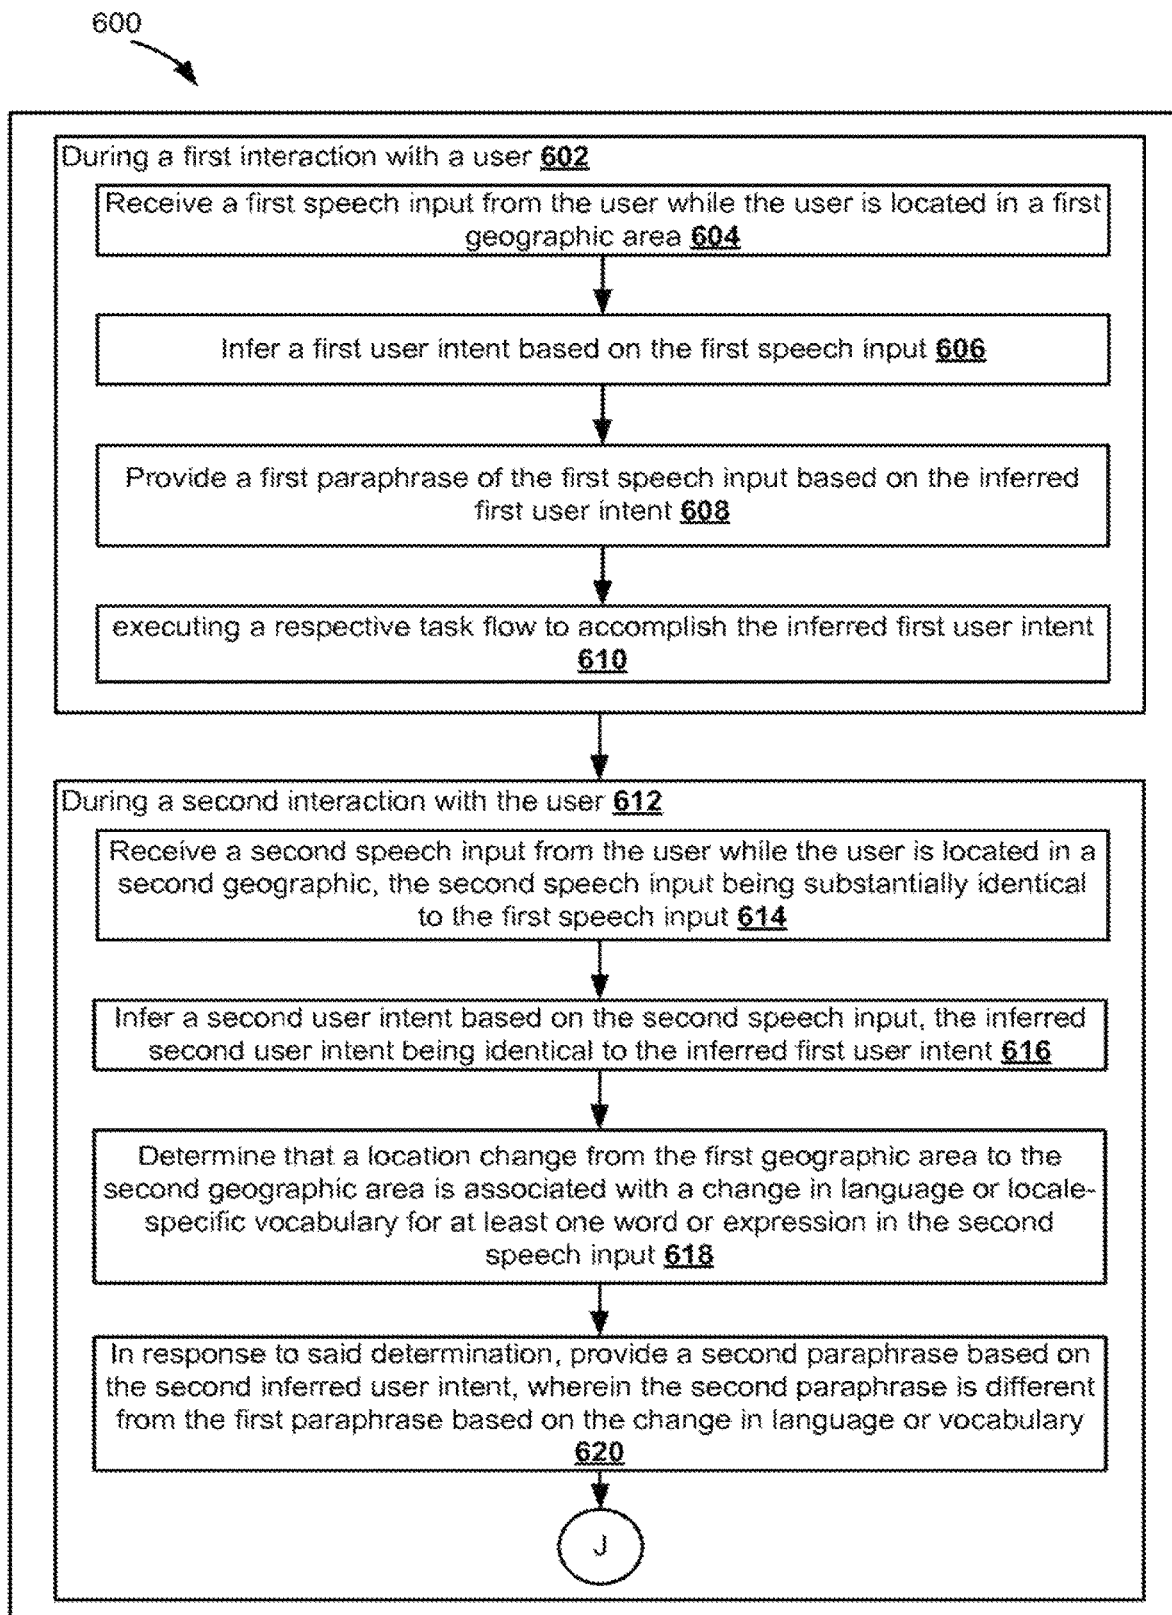 600
During a first interaction with a user 602
Receive a first speech input from the user while the user is located in a first
geographic area 604
Infer a first user intent based on the first speech input 606
Provide a first paraphrase of the first speech input based on the inferred
first user intent 608
executing a respective task flow to accomplish the inferred first user intent
610
During a second interaction with the user 612
Receive a second speech input from the user while the user is located in a
second geographic, the second speech input being substantially identical
to the first speech input 614
Infer a second user intent based on the second speech input, the inferred
second user intent being identical to the inferred first user intent 616
Determine that a location change from the first geographic area to the
second geographic area is associated with a change in language or locale-
specific vocabulary for at least one word or expression in the second
speech input 618
In response to said determination, provide a second paraphrase based on
the second inferred user intent, wherein the second paraphrase is different
from the first paraphrase based on the change in language or vocabulary
620
J